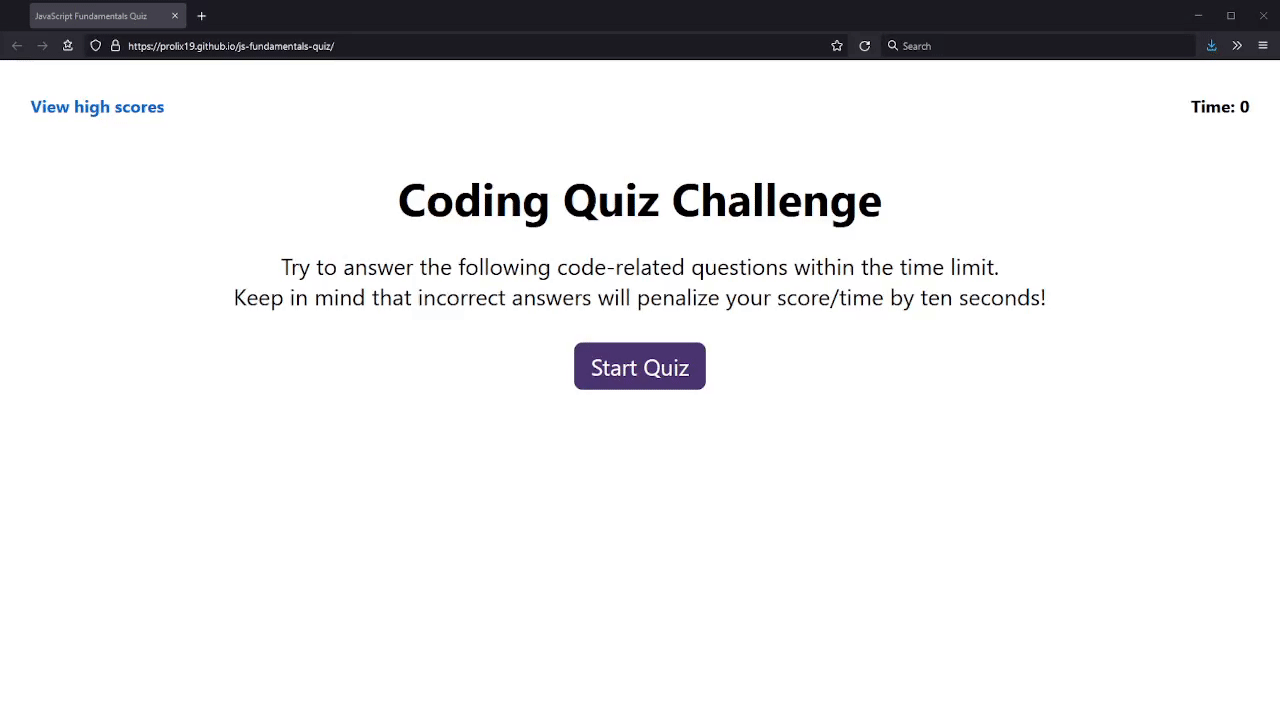 JavaScript Fundamentals Quiz
https://prolix19.github.io/js-fundamentals-quiz/
Search
View high scores
Time: 0
Coding Quiz Challenge
Try to answer the following code-related questions within the time limit.
Keep in mind that incorrect answers will penalize your score/time by ten seconds!
Start Quiz